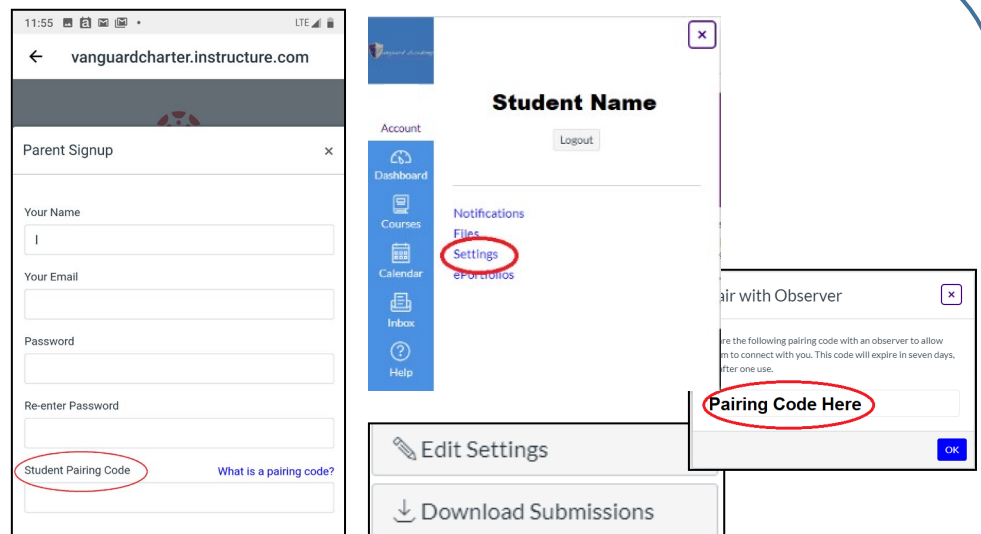 11:55
LTE
vanguardcharter.instructure.com
Parent Signup
×
Your Name
Your Email
Password
Re-enter Password
Student Pairing Code
What is a pairing code?
Vanguard Academy
×
Student Name
Logout
Account
Dashboard
Courses
Calendar
Inbox
Help
Notifications
Files
Settings
ePortfolios
Edit Settings
Download Submissions
air with Observer
×
re the following pairing code with an observer to allow
m to connect with you. This code will expire in seven days,
after one use.
Pairing Code Here
OK